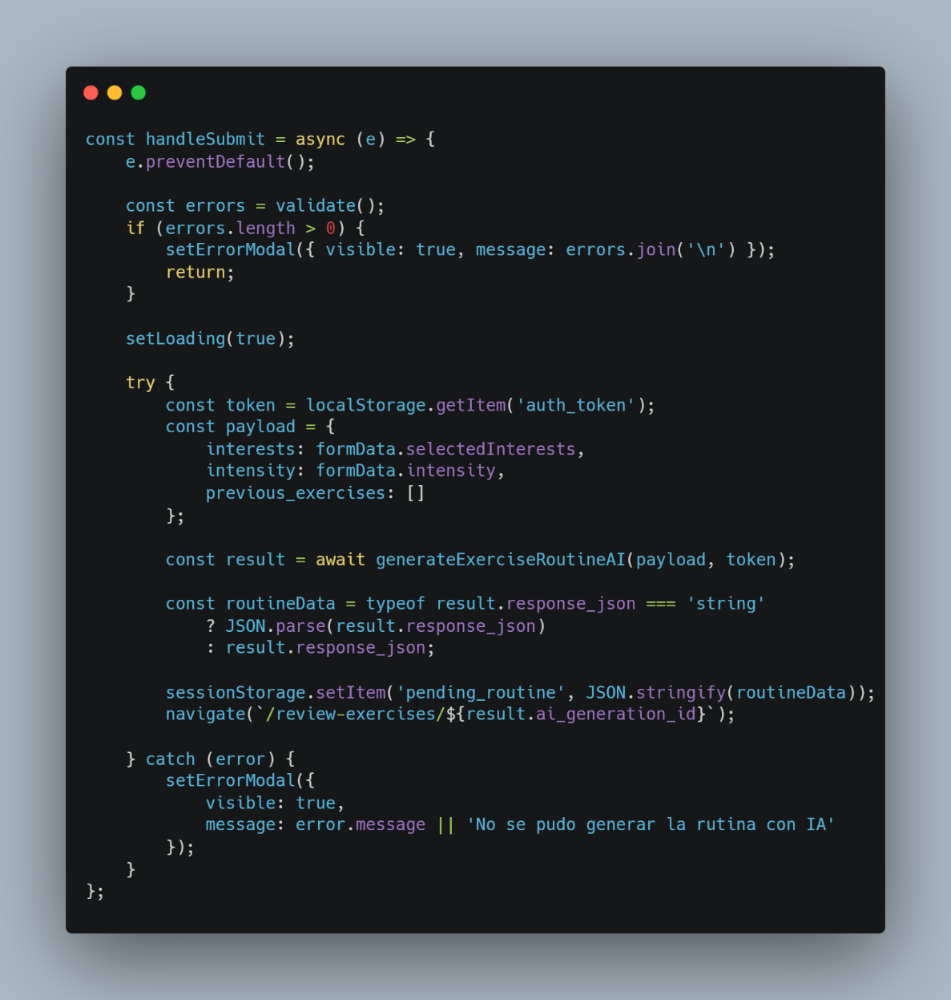 const handleSubmit = async (e) => {
    e.preventDefault();

    const errors = validate();
    if (errors.length > 0) {
        setErrorModal({ visible: true, message: errors.join('\n') });
        return;
    }

    setLoading(true);

    try {
        const token = localStorage.getItem('auth_token');
        const payload = {
            interests: formData.selectedInterests,
            intensity: formData.intensity,
            previous_exercises: []
        };

        const result = await generateExerciseRoutineAI(payload, token);

        const routineData = typeof result.response_json === 'string'
            ? JSON.parse(result.response_json)
            : result.response_json;

        sessionStorage.setItem('pending_routine', JSON.stringify(routineData));
        navigate(`/review-exercises/${result.ai_generation_id}`);

    } catch (error) {
        setErrorModal({
            visible: true,
            message: error.message || 'No se pudo generar la rutina con IA'
        });
    }
};